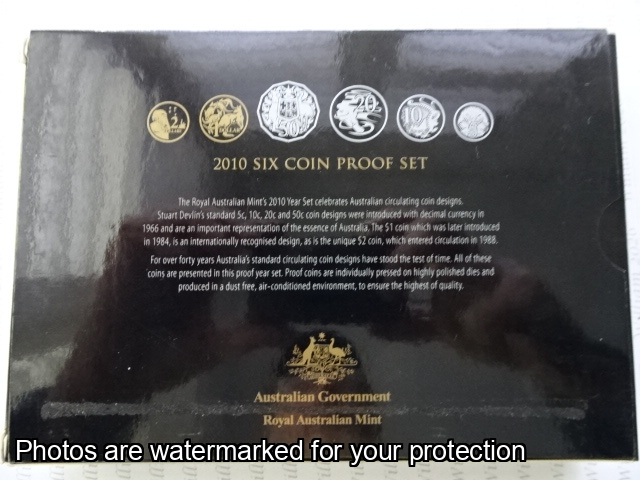 2 DOLLARS
DOLLAR
50
20
10
2010 SIX COIN PROOF SET
The Royal Australian Mint's 2010 Year Set celebrates Australian circulating coin designs.
Stuart Devlin's standard 5c, 10c, 20c and 50c coin designs were introduced with decimal currency in
1966 and are an important representation of the essence of Australia. The $1 coin which was later introduced
in 1984, is an internationally recognised design, as is the unique $2 coin, which entered circulation in 1988.
For over forty years Australia's standard circulating coin designs have stood the test of time. All of these
coins are presented in this proof year set. Proof coins are individually pressed on highly polished dies and
produced in a dust free, air-conditioned environment, to ensure the highest of quality.
Australian Government
Royal Australian Mint
Photos are watermarked for your protection